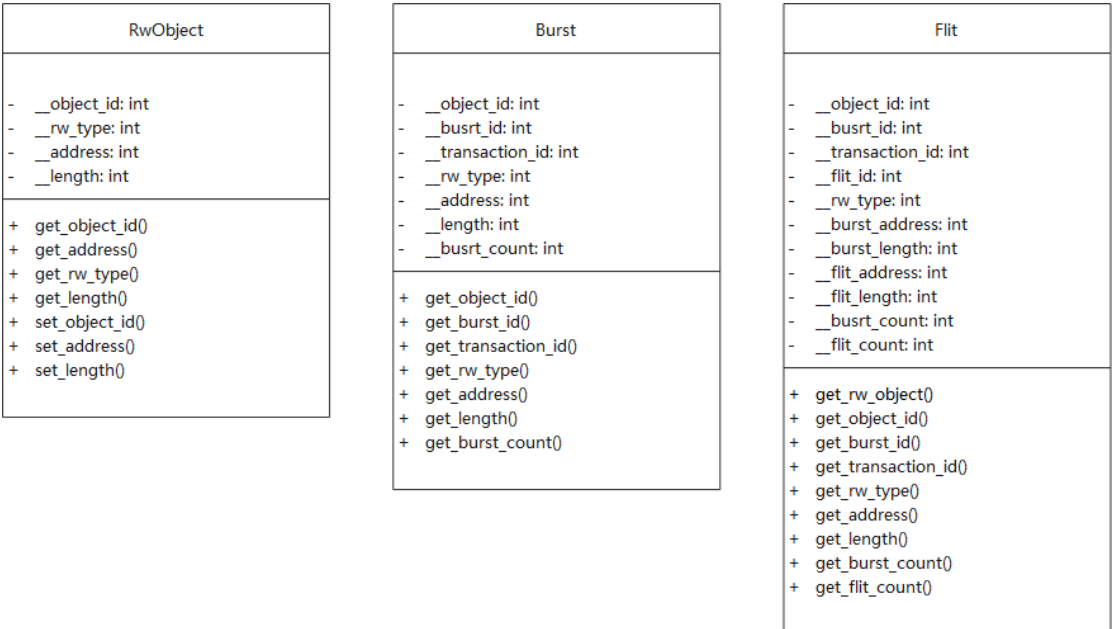 RwObject
- __object_id: int
- __rw_type: int
- __address: int
- __length: int
+ get_object_id()
+ get_address()
+ get_rw_type()
+ get_length()
+ set_object_id()
+ set_address()
+ set_length()
Burst
- __object_id: int
- __busrt_id: int
- __transaction_id: int
- __rw_type: int
- __address: int
- __length: int
- __busrt_count: int
+ get_object_id()
+ get_burst_id()
+ get_transaction_id()
+ get_rw_type()
+ get_address()
+ get_length()
+ get_burst_count()
Flit
- __object_id: int
- __busrt_id: int
- __transaction_id: int
- __flit_id: int
- __rw_type: int
- __burst_address: int
- __burst_length: int
- __flit_address: int
- __flit_length: int
- __busrt_count: int
- __flit_count: int
+ get_rw_object()
+ get_object_id()
+ get_burst_id()
+ get_transaction_id()
+ get_rw_type()
+ get_address()
+ get_length()
+ get_burst_count()
+ get_flit_count()